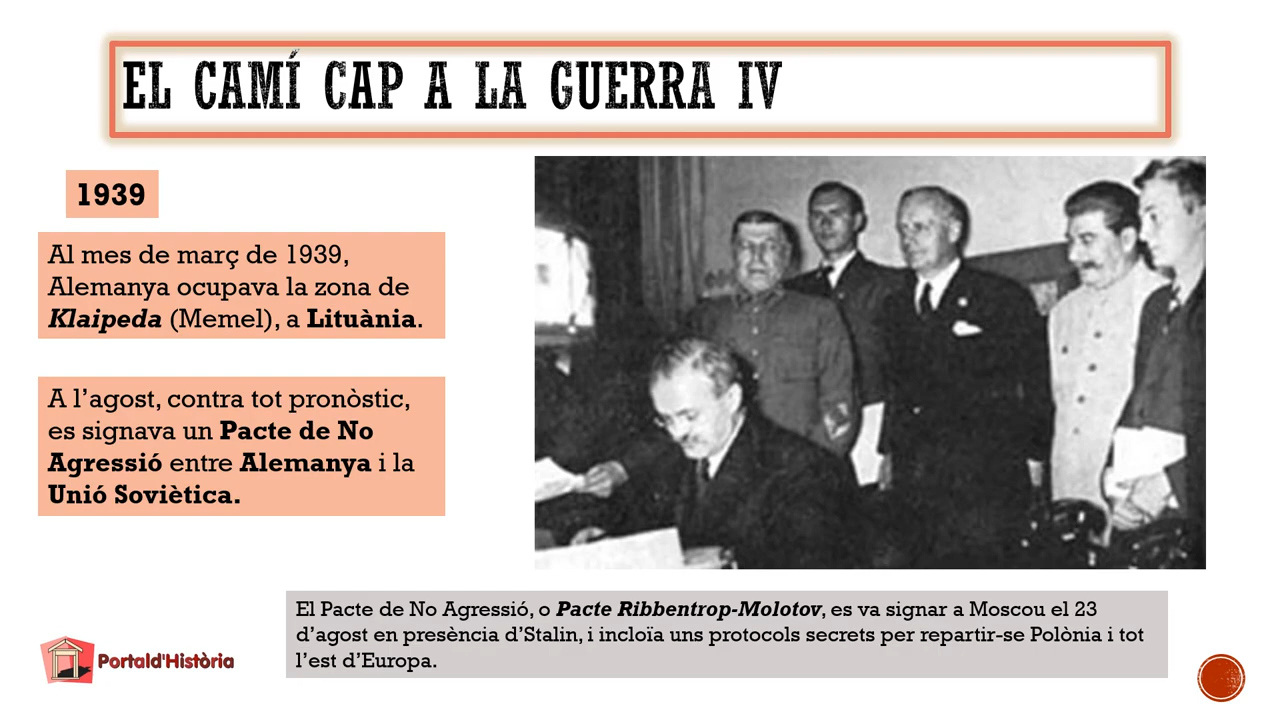 EL CAMÍ CAP A LA GUERRA IV
1939
Al mes de març de 1939,
Alemanya ocupava la zona de
Klaipeda (Memel), a Lituània.
A l’agost, contra tot pronòstic,
es signava un Pacte de No
Agressió entre Alemanya i la
Unió Soviètica.
El Pacte de No Agressió, o Pacte Ribbentrop-Molotov, es va signar a Moscou el 23
d’agost en presència d’Stalin, i incloïa uns protocols secrets per repartir-se Polònia i tot
l’est d’Europa.
Portald'Història